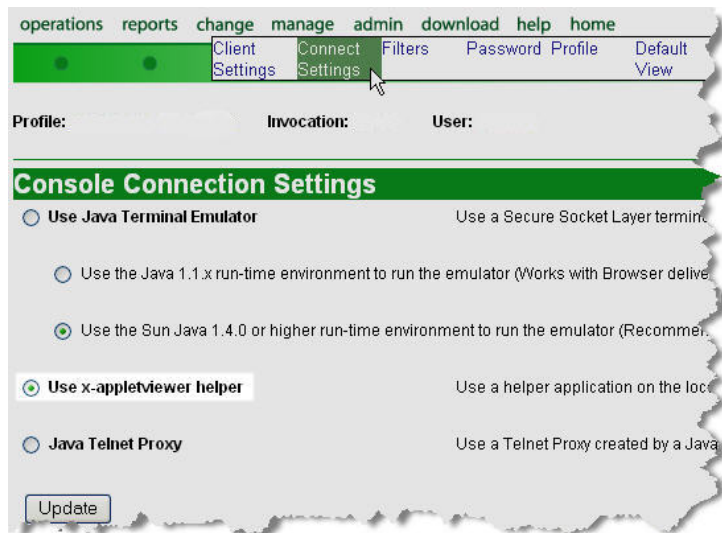 operations reports change manage admin download help home
Client Settings Connect Settings Filters Password Profile Default View
Profile: Invocation: User:
Console Connection Settings
Use Java Terminal Emulator Use a Secure Socket Layer termin
Use the Java 1.1.x run-time environment to run the emulator (Works with Browser delive
Use the Sun Java 1.4.0 or higher run-time environment to run the emulator (Recommen
Use x-appletviewer helper Use a helper application on the loc
Java Telnet Proxy Use a Telnet Proxy created by a Java
Update